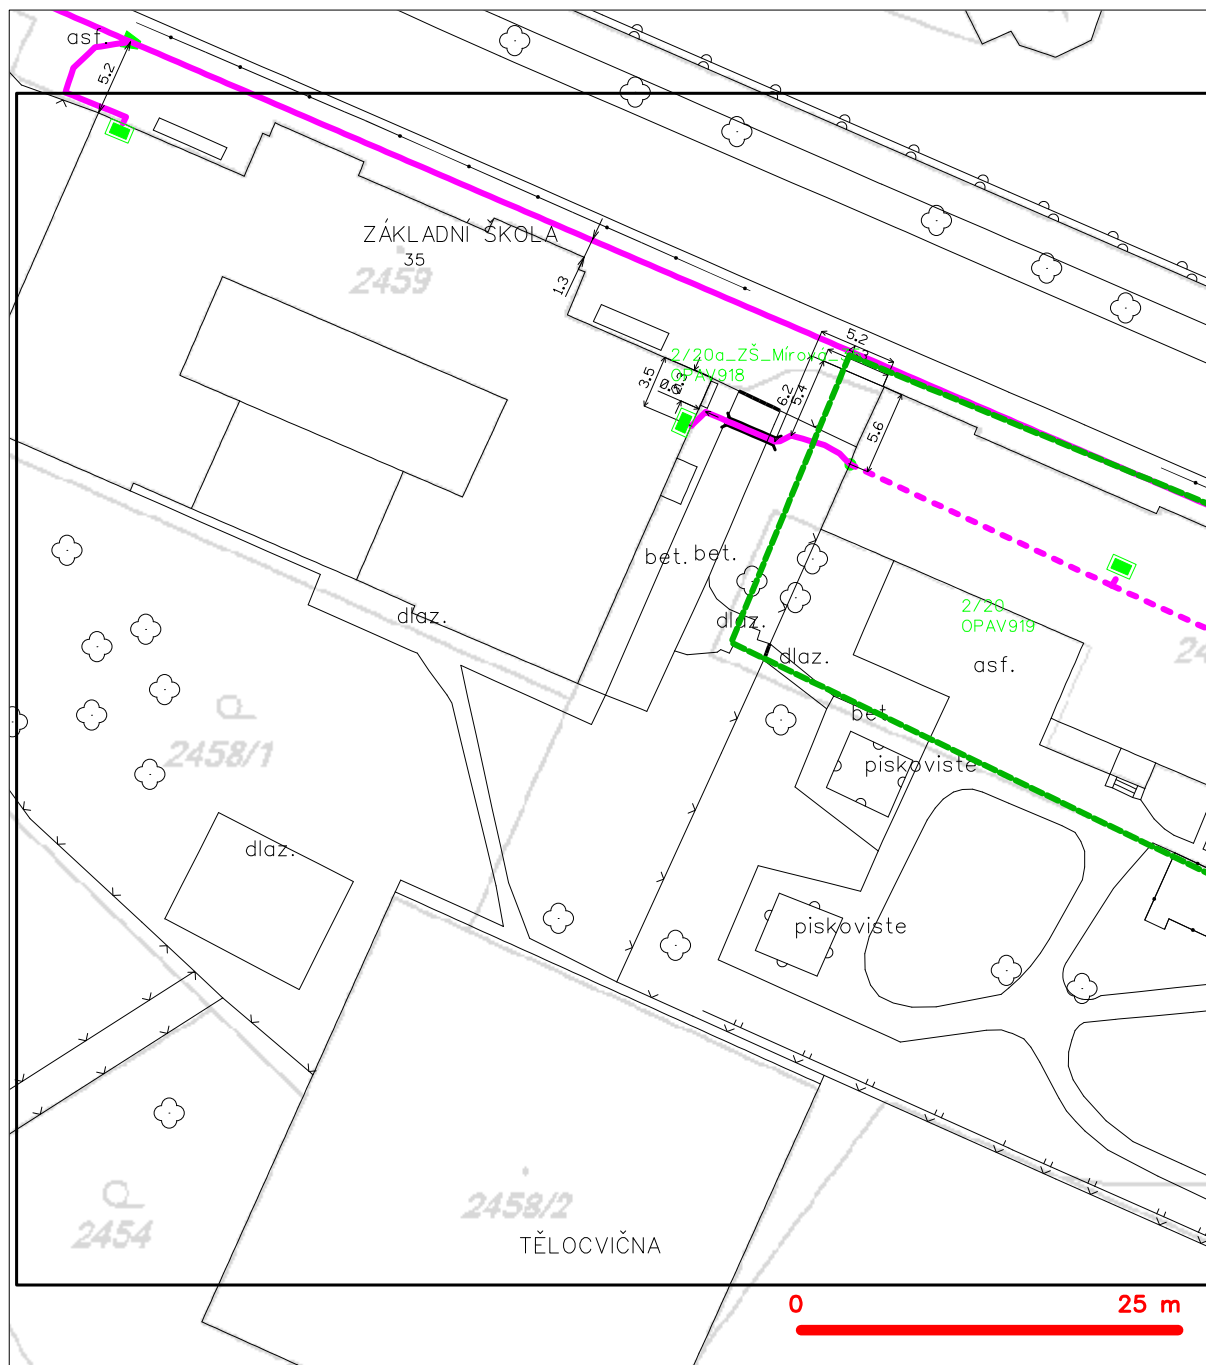 asf.
5.2
ZÁKLADNÍ ŠKOLA
35
2459
1.3
5.2
2/20a_ZŠ_Mírová_
OPAV918
3.5
6.2
5.4
5.6
bet.
bet.
dlaz.
dlaz.
dlaz.
2/20
OPAV919
asf.
bet.
2458/1
piskoviste
dlaz.
piskoviste
2454
2458/2
TĚLOCVIČNA
0
25 m